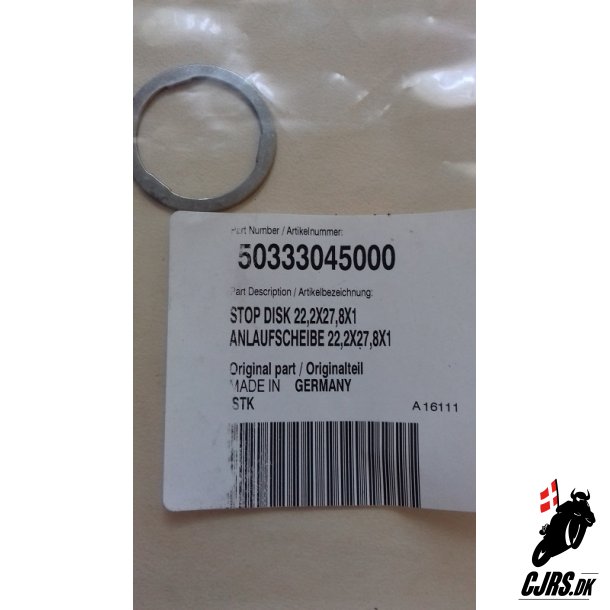 Part Number / Artikelnummer:
50333045000
Part Description / Artikelbezeichnung:
STOP DISK 22,2X27,8X1
ANLAUFSCHEIBE 22,2X27,8X1
Original part / Originalteil
MADE IN GERMANY
STK A 16111
CJRS.DK